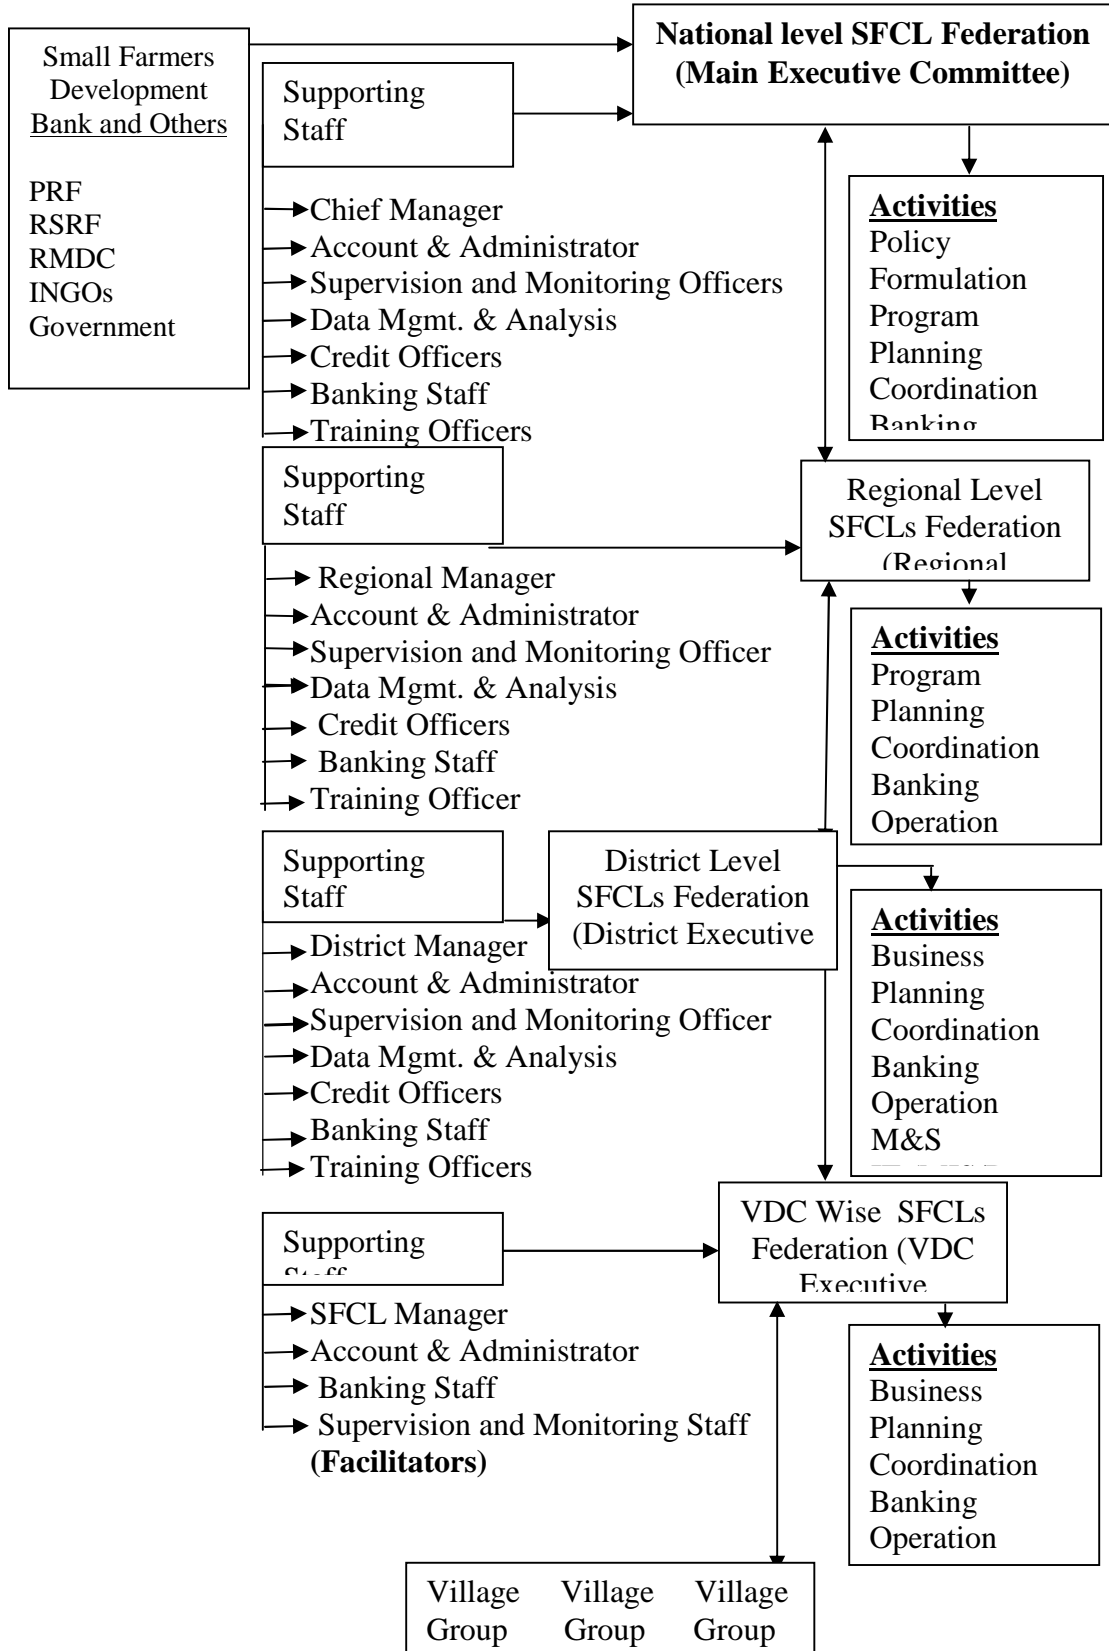 Small Farmers
Development
Bank and Others
PRF
RSRF
RMDC
INGOs
Government
National level SFCL Federation
(Main Executive Committee)
Supporting
Staff
Chief Manager
Account & Administrator
Supervision and Monitoring Officers
Data Mgmt. & Analysis
Credit Officers
Banking Staff
Training Officers
Activities
Policy
Formulation
Program
Planning
Coordination
Banking
Supporting
Staff
Regional Level
SFCLs Federation
(Regional
Regional Manager
Account & Administrator
Supervision and Monitoring Officer
Data Mgmt. & Analysis
Credit Officers
Banking Staff
Training Officer
Activities
Program
Planning
Coordination
Banking
Operation
Supporting
Staff
District Level
SFCLs Federation
(District Executive
District Manager
Account & Administrator
Supervision and Monitoring Officer
Data Mgmt. & Analysis
Credit Officers
Banking Staff
Training Officers
Activities
Business
Planning
Coordination
Banking
Operation
M&S
Supporting
Staff
VDC Wise SFCLs
Federation (VDC
Executive
SFCL Manager
Account & Administrator
Banking Staff
Supervision and Monitoring Staff
(Facilitators)
Activities
Business
Planning
Coordination
Banking
Operation
Village Village Village
Group Group Group